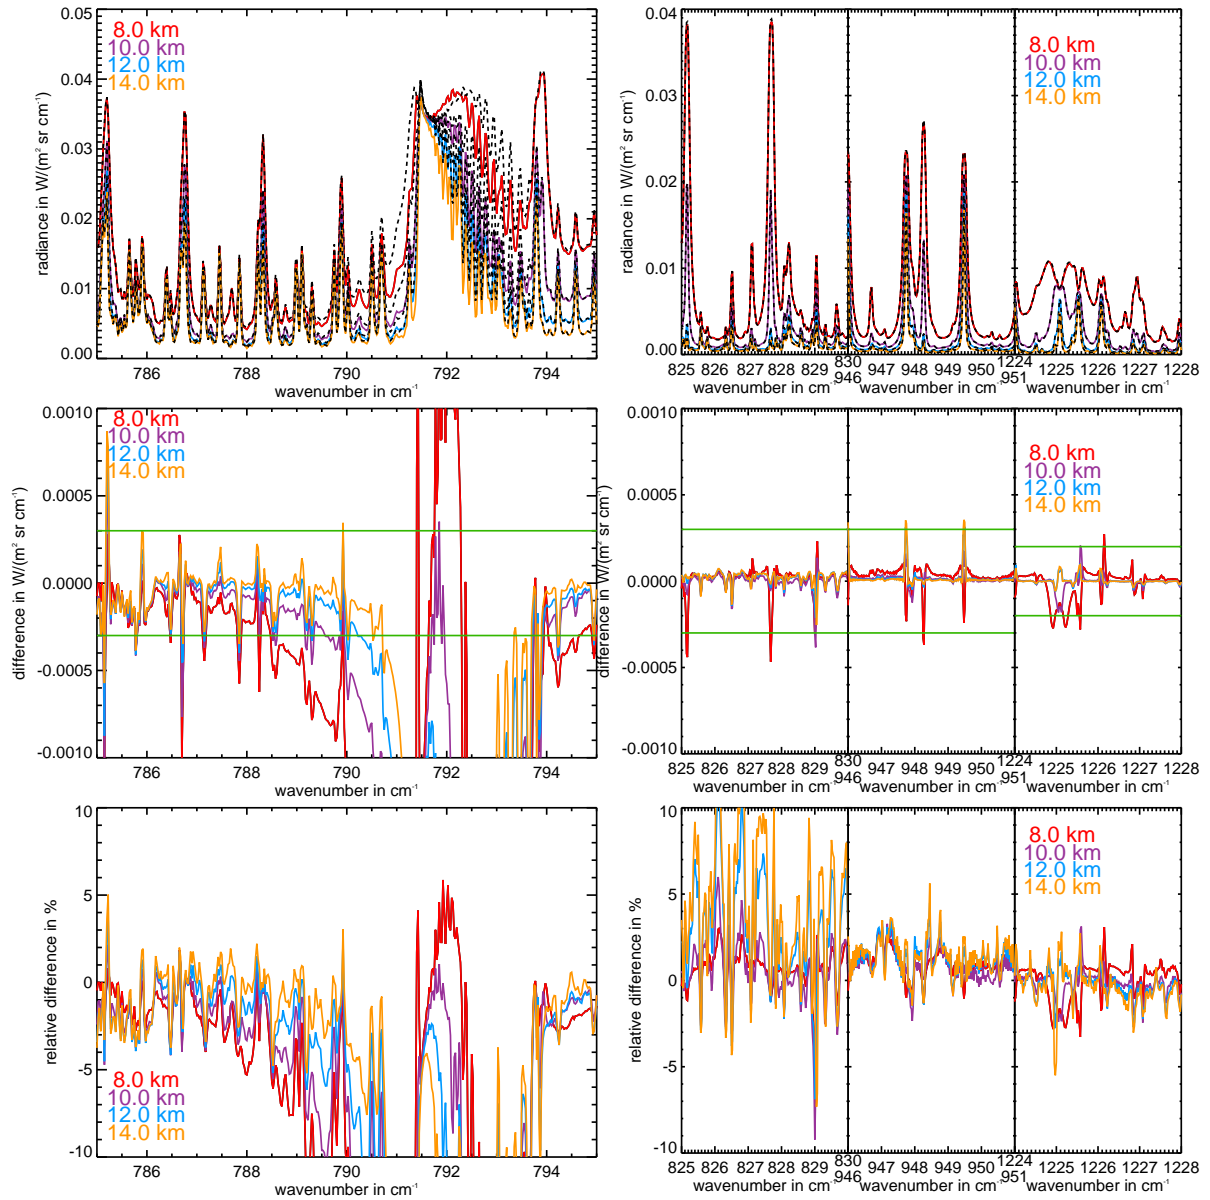 0.05
0.04
0.03
0.02
0.01
0.00
radiance in W/(m² sr cm⁻¹)
8.0 km
10.0 km
12.0 km
14.0 km
786 788 790 792 794
wavenumber in cm⁻¹
0.04
0.03
0.02
0.01
0.00
radiance in W/(m² sr cm⁻¹)
8.0 km
10.0 km
12.0 km
14.0 km
825 826 827 828 829 830
946 947 948 949 950 951
1224 1225 1226 1227 1228
wavenumber in cm⁻¹ wavenumber in cm⁻¹ wavenumber in cm⁻¹
0.0010
0.0005
0.0000
-0.0005
-0.0010
difference in W/(m² sr cm⁻¹)
8.0 km
10.0 km
12.0 km
14.0 km
786 788 790 792 794
wavenumber in cm⁻¹
0.0010
0.0005
0.0000
-0.0005
-0.0010
difference in W/(m² sr cm⁻¹)
8.0 km
10.0 km
12.0 km
14.0 km
825 826 827 828 829 830
946 947 948 949 950 951
1224 1225 1226 1227 1228
wavenumber in cm⁻¹ wavenumber in cm⁻¹ wavenumber in cm⁻¹
10
5
0
-5
-10
relative difference in %
8.0 km
10.0 km
12.0 km
14.0 km
786 788 790 792 794
wavenumber in cm⁻¹
10
5
0
-5
-10
relative difference in %
8.0 km
10.0 km
12.0 km
14.0 km
825 826 827 828 829 830
946 947 948 949 950 951
1224 1225 1226 1227 1228
wavenumber in cm⁻¹ wavenumber in cm⁻¹ wavenumber in cm⁻¹